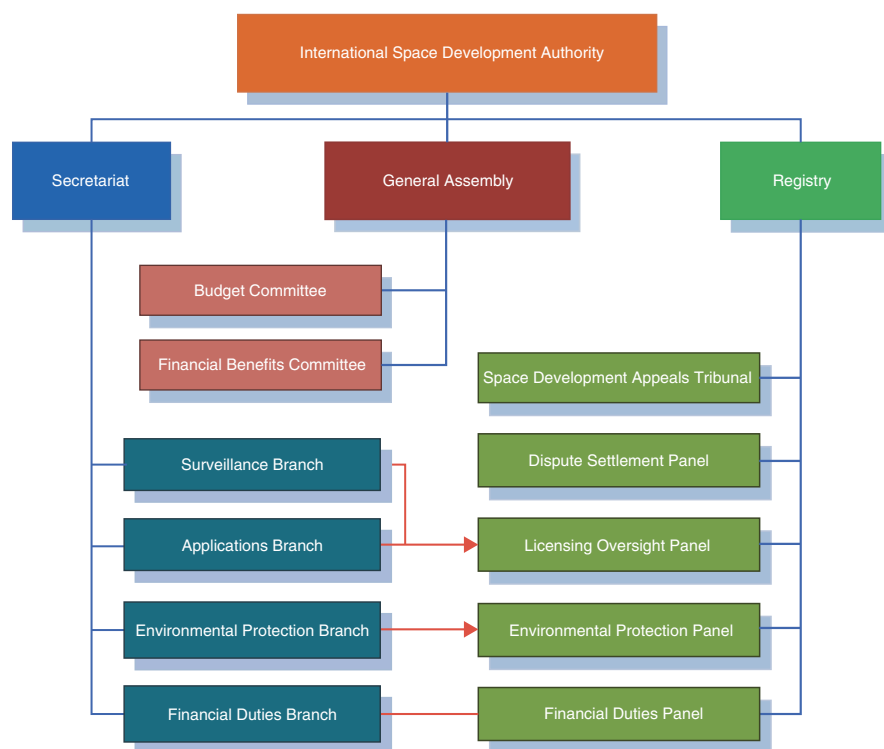 International Space Development Authority
Secretariat
General Assembly
Registry
Budget Committee
Financial Benefits Committee
Space Development Appeals Tribunal
Surveillance Branch
Dispute Settlement Panel
Applications Branch
Licensing Oversight Panel
Environmental Protection Branch
Environmental Protection Panel
Financial Duties Branch
Financial Duties Panel